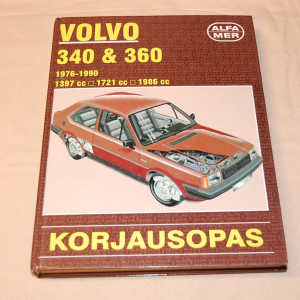 VOLVO
340 & 360
1976-1990
1397 cc □ 1721 cc □ 1986 cc
ALFA
MER
KORJAUSOPAS